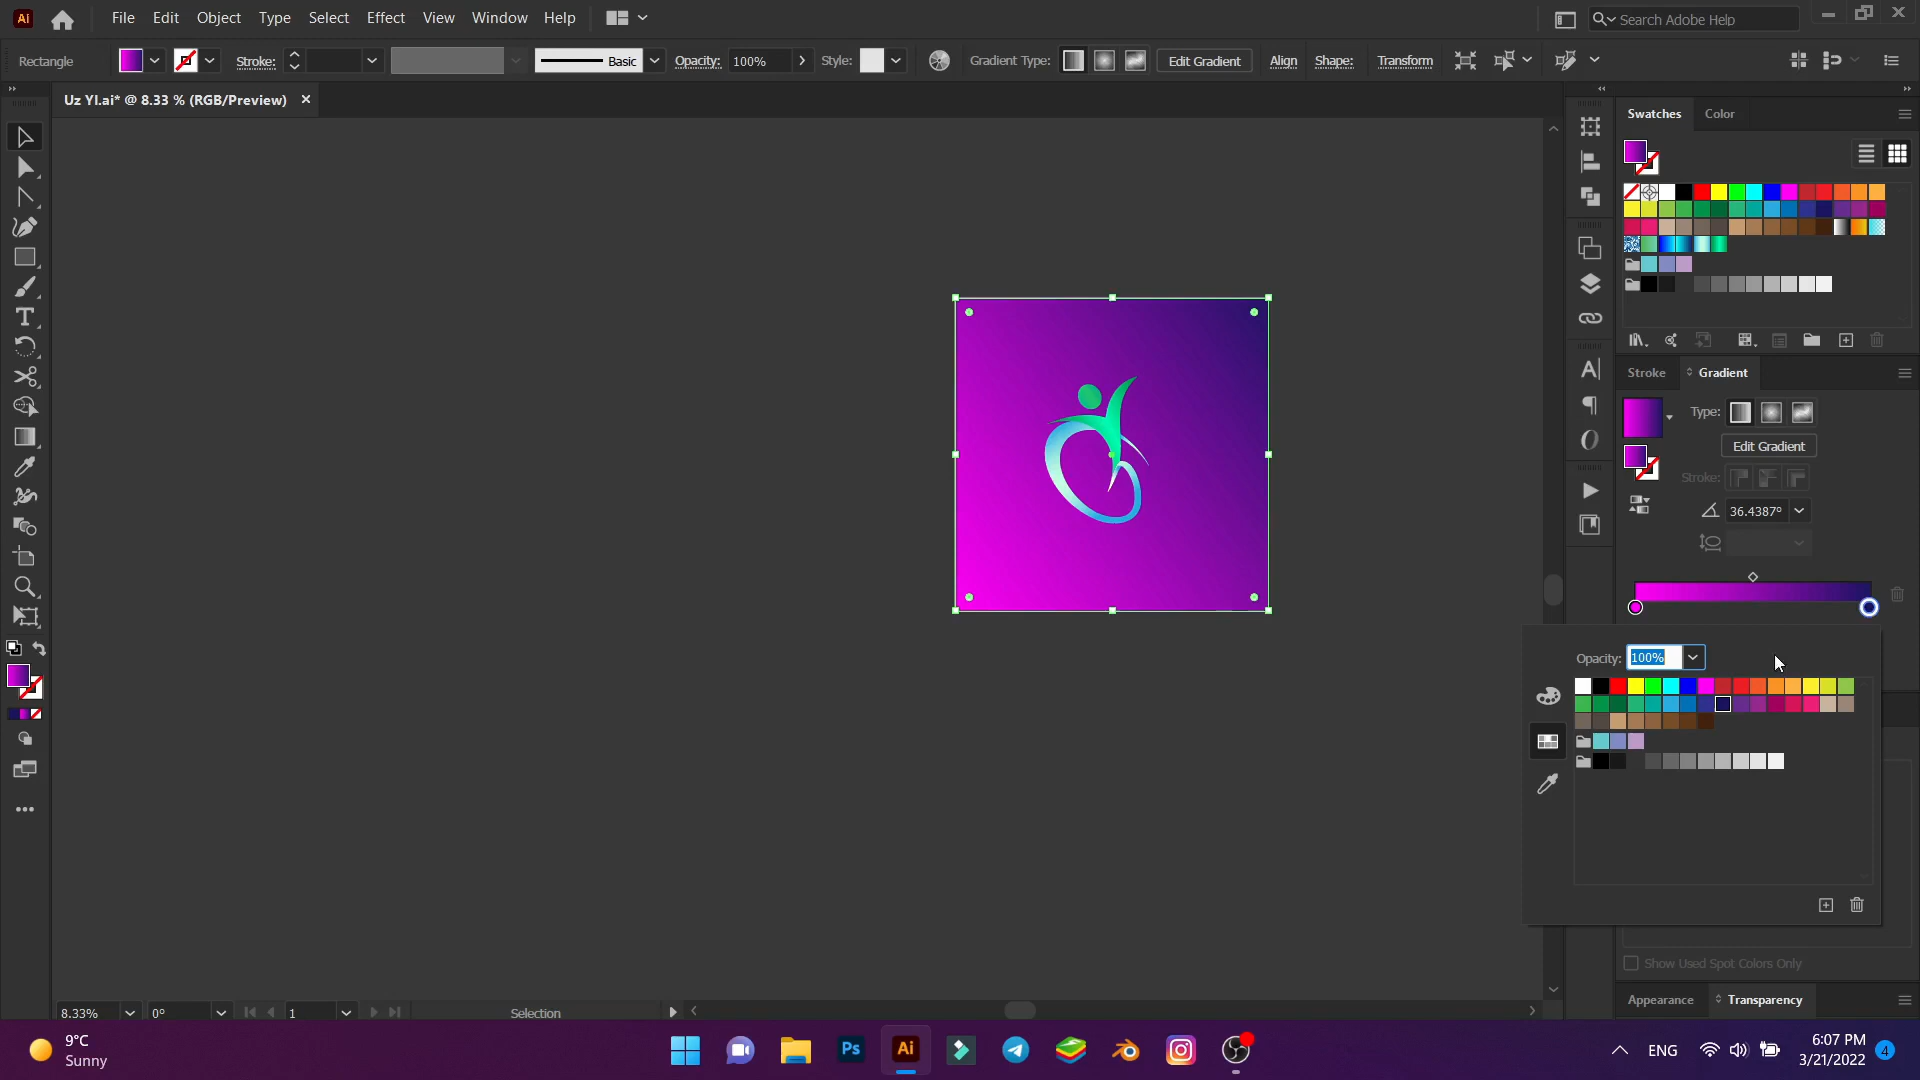 Ai File Edit Object Type Select Effect View Window Help Search Adobe Help
Rectangle Stroke: Basic Opacity: 100% Style: Gradient Type: Edit Gradient Align Shape: Transform
Uz Yl.ai* @ 8.33 % (RGB/Preview)
Swatches Color
Stroke Gradient
Type:
Edit Gradient
Stroke:
36.4387°
Opacity: 100%
Show Used Spot Colors Only
Appearance Transparency
8.33% 0° 1 Selection
9°C
Sunny
Ps Ai
ENG
6:07 PM
3/21/2022
4